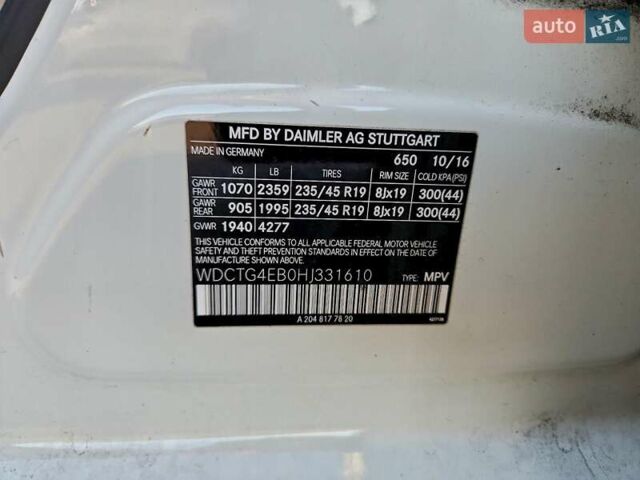 auto RIA.com
MFD BY DAIMLER AG STUTTGART
MADE IN GERMANY 650 10/16
KG LB TIRES RIM SIZE COLD KPA (PSI)
GAWR FRONT 1070 2359 235/45 R19 8Jx19 300(44)
GAWR REAR 905 1995 235/45 R19 8Jx19 300(44)
GVWR 1940 4277
THIS VEHICLE CONFORMS TO ALL APPLICABLE FEDERAL MOTOR VEHICLE
SAFETY AND THEFT PREVENTION STANDARDS IN EFFECT ON THE DATE OF
MANUFACTURE SHOWN ABOVE.
WDCTG4EB0HJ331610 TYPE: MPV
A 204 817 78 20